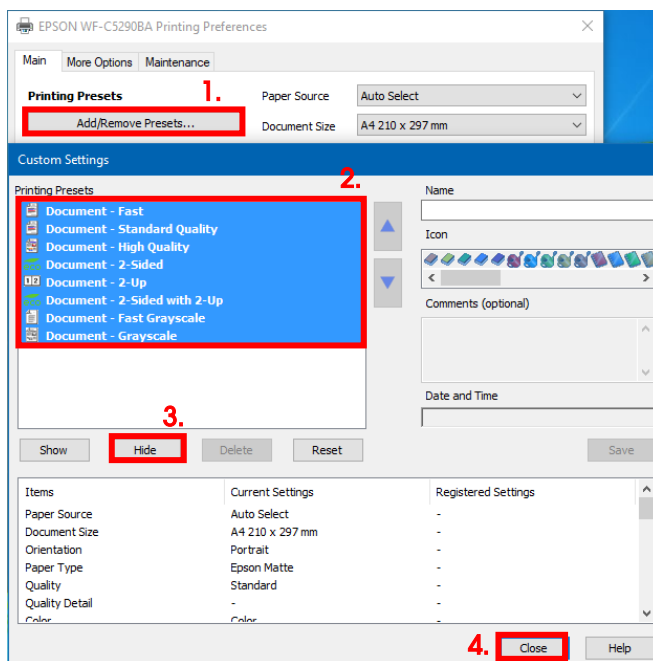 EPSON WF-C5290BA Printing Preferences
Main More Options Maintenance
Printing Presets 1. Paper Source Auto Select
Add/Remove Presets... Document Size A4 210 x 297 mm
Custom Settings
Printing Presets 2. Name
Document - Fast
Document - Standard Quality
Icon
Document - High Quality
Document - 2-Sided
12 Document - 2-Up
Document - 2-Sided with 2-Up
Comments (optional)
Document - Fast Grayscale
Document - Grayscale
Date and Time
3.
Show Hide Delete Reset Save
Items Current Settings Registered Settings
Paper Source Auto Select -
Document Size A4 210 x 297 mm -
Orientation Portrait -
Paper Type Epson Matte -
Quality Standard -
Quality Detail - -
Color Color -
4. Close Help